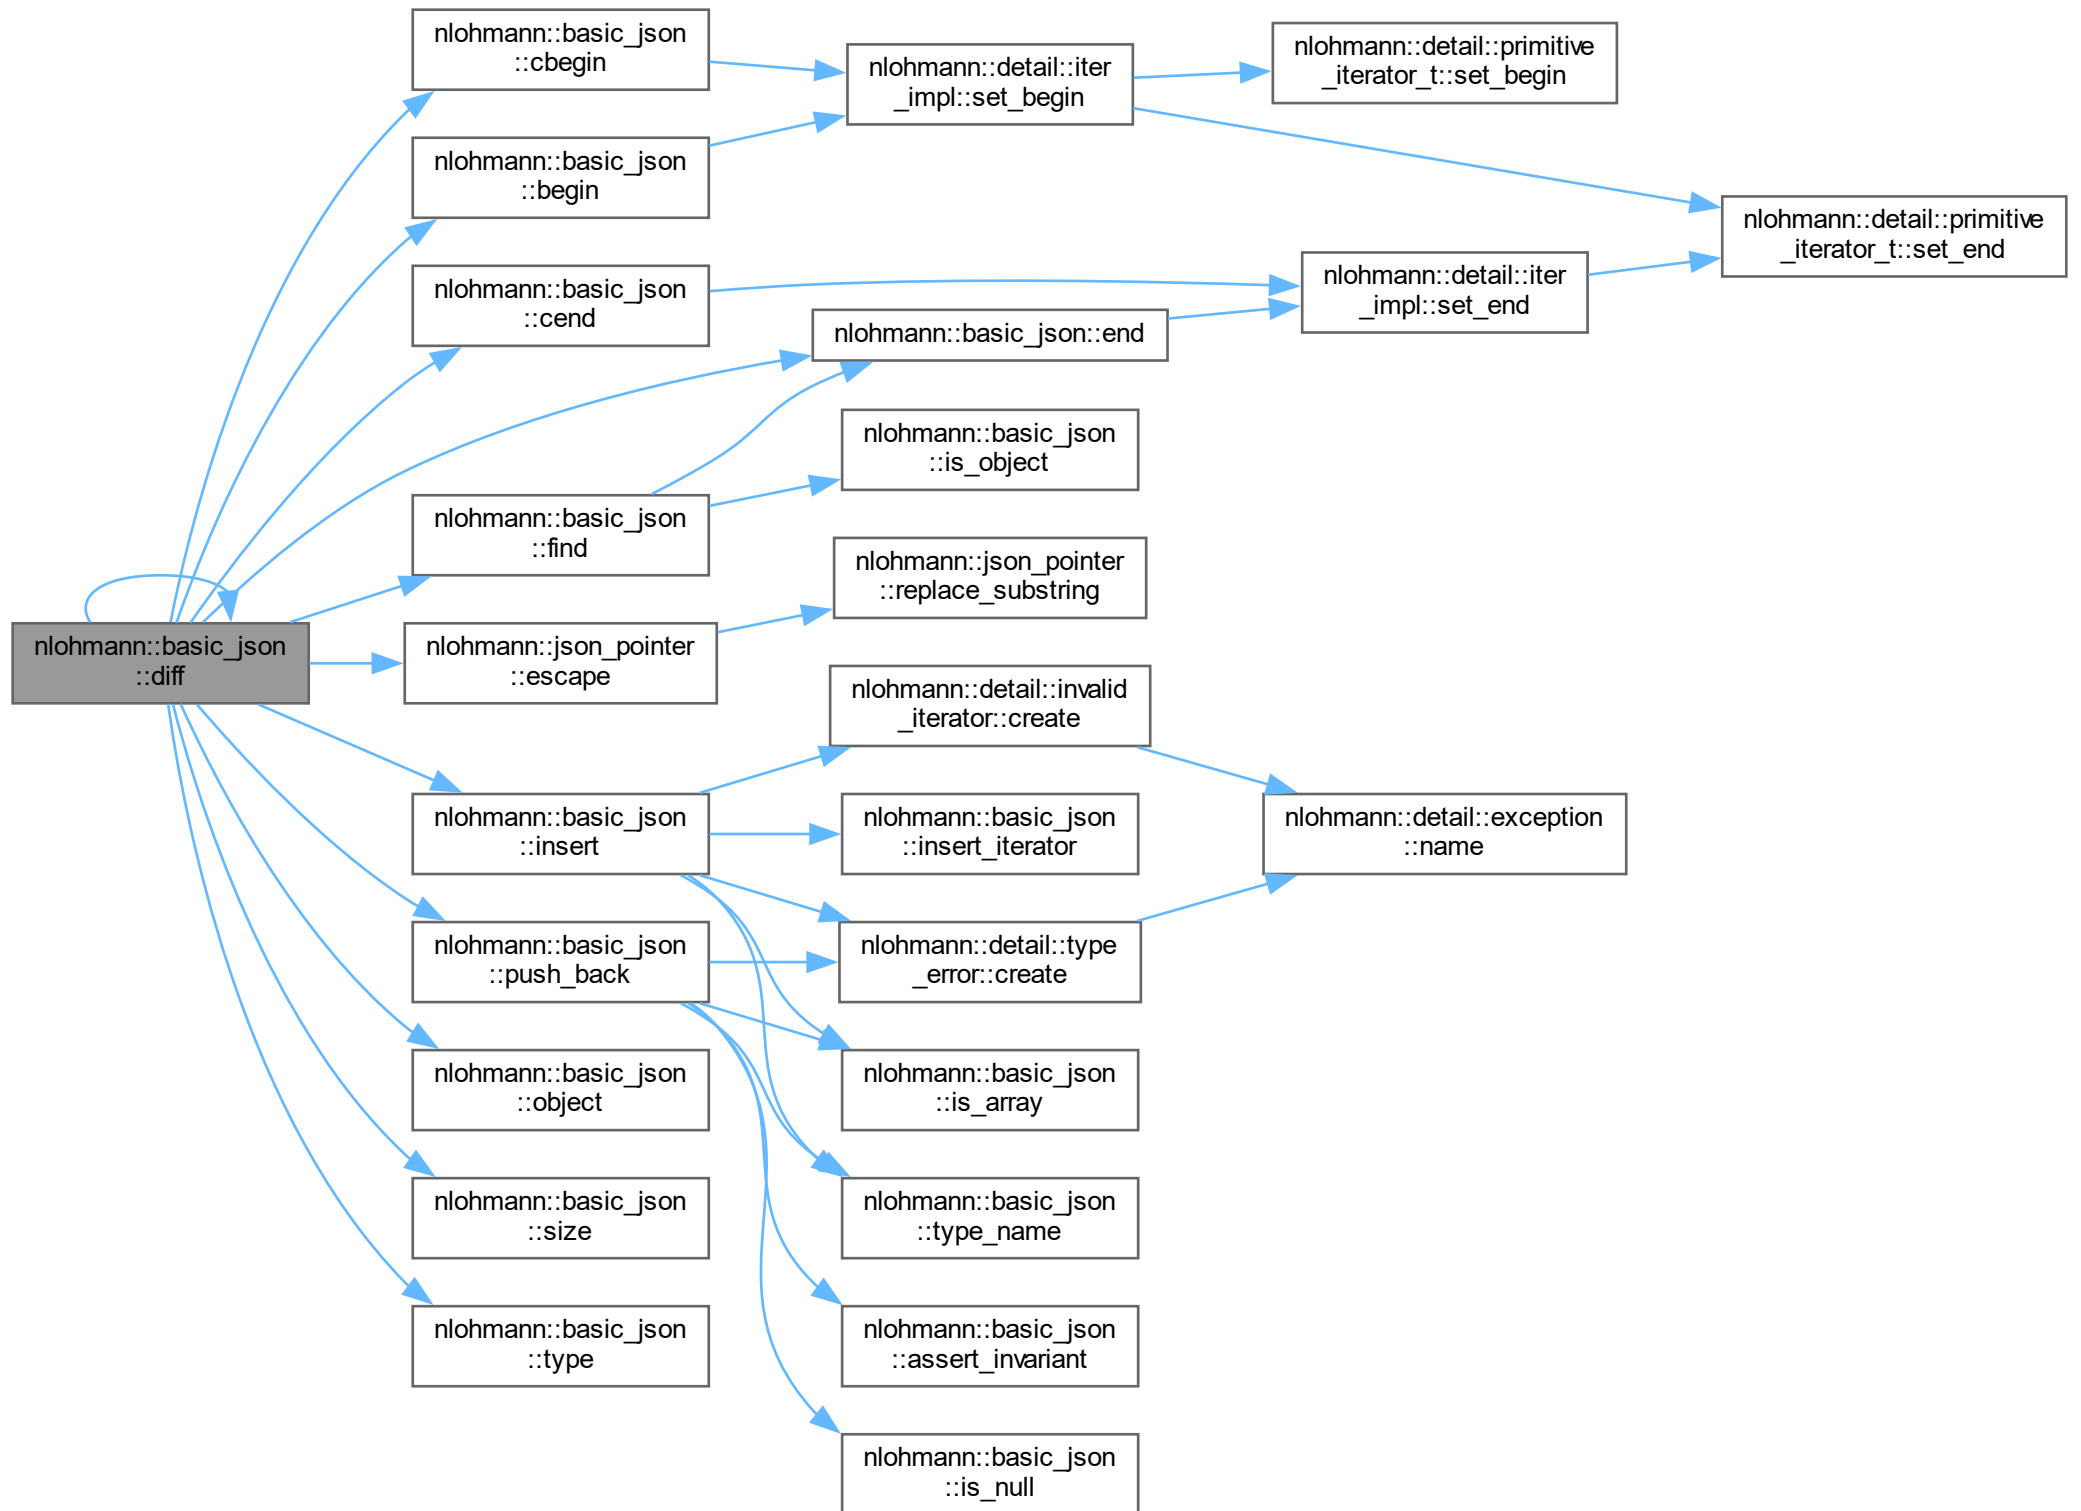 nlohmann::basic_json
::diff
nlohmann::basic_json
::cbegin
nlohmann::basic_json
::begin
nlohmann::basic_json
::cend
nlohmann::basic_json
::find
nlohmann::json_pointer
::escape
nlohmann::basic_json
::insert
nlohmann::basic_json
::push_back
nlohmann::basic_json
::object
nlohmann::basic_json
::size
nlohmann::basic_json
::type
nlohmann::detail::iter
_impl::set_begin
nlohmann::basic_json::end
nlohmann::basic_json
::is_object
nlohmann::json_pointer
::replace_substring
nlohmann::detail::invalid
_iterator::create
nlohmann::basic_json
::insert_iterator
nlohmann::detail::type
_error::create
nlohmann::basic_json
::is_array
nlohmann::basic_json
::type_name
nlohmann::basic_json
::assert_invariant
nlohmann::basic_json
::is_null
nlohmann::detail::primitive
_iterator_t::set_begin
nlohmann::detail::iter
_impl::set_end
nlohmann::detail::exception
::name
nlohmann::detail::primitive
_iterator_t::set_end